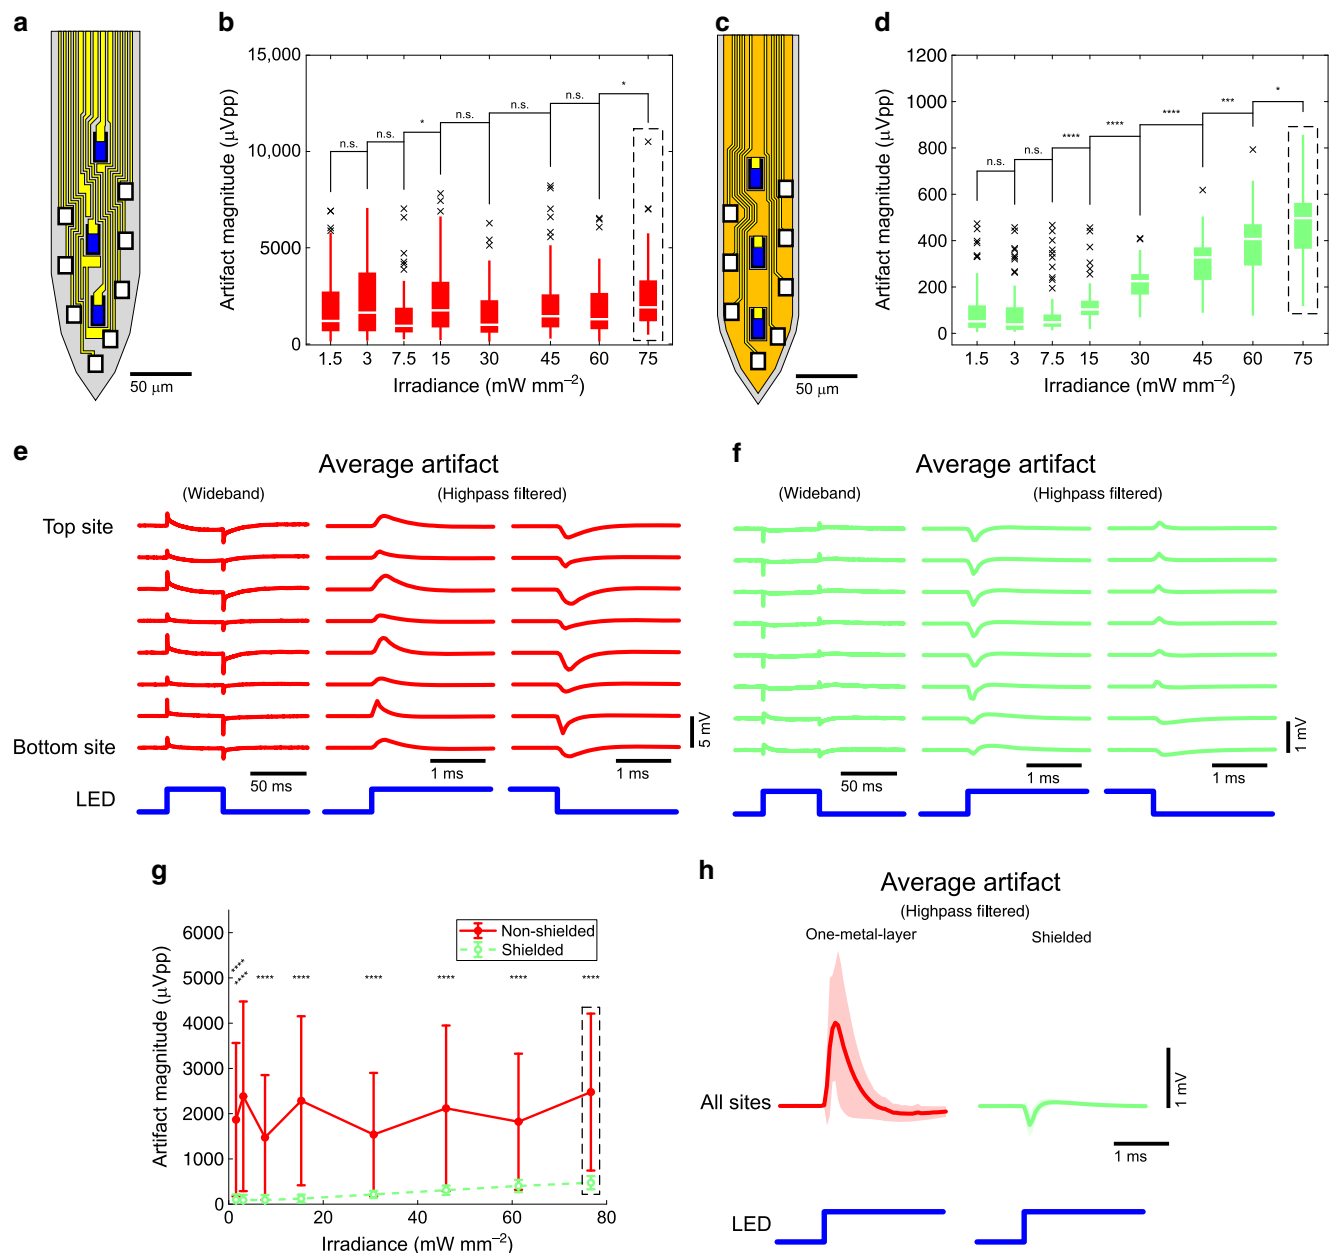 a
b
c
d
15,000
10,000
5000
0
Artifact magnitude (μVpp)
n.s.
n.s.
*
n.s.
n.s.
n.s.
*
1.5 3 7.5 15 30 45 60 75
Irradiance (mW mm⁻²)
50 μm
50 μm
1200
1000
800
600
400
200
0
Artifact magnitude (μVpp)
n.s.
n.s.
****
****
****
***
*
1.5 3 7.5 15 30 45 60 75
Irradiance (mW mm⁻²)
e
Average artifact
(Wideband)
(Highpass filtered)
Top site
Bottom site
5 mV
50 ms
1 ms
1 ms
LED
f
Average artifact
(Wideband)
(Highpass filtered)
1 mV
50 ms
1 ms
1 ms
g
6000
5000
4000
3000
2000
1000
0
Artifact magnitude (μVpp)
Non-shielded
Shielded
****
****
**** **** **** **** **** ****
0 20 40 60 80
Irradiance (mW mm⁻²)
h
Average artifact
(Highpass filtered)
One-metal-layer
Shielded
All sites
1 mV
1 ms
LED